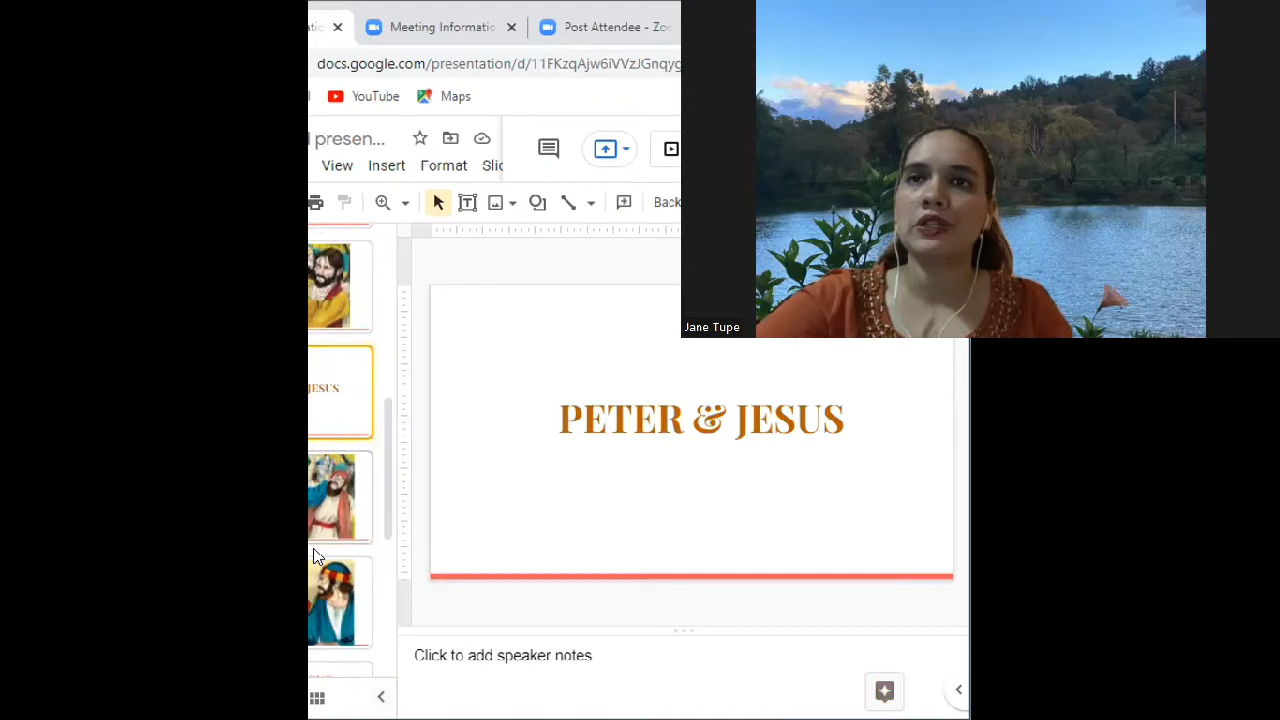 Meeting Informatio
Post Attendee - Zo
docs.google.com/presentation/d/11FKzqAjw6iVVzJGnqyg
YouTube
Maps
l presen...
View Insert Format Slic
Back
JESUS
PETER & JESUS
Jane Tupe
Click to add speaker notes